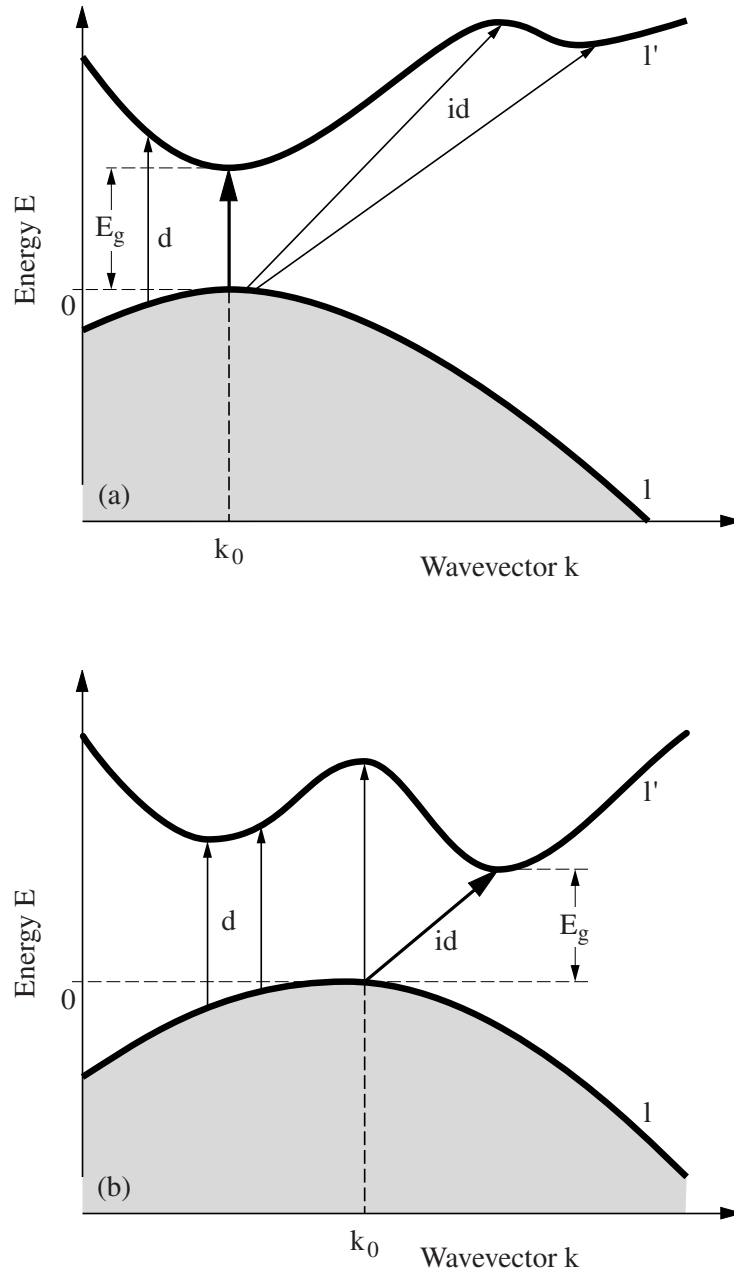 l'
id
Energy E
E_g
d
0
(a)
l
k_0
Wavevector k
l'
Energy E
d
id
E_g
0
l
(b)
k_0
Wavevector k